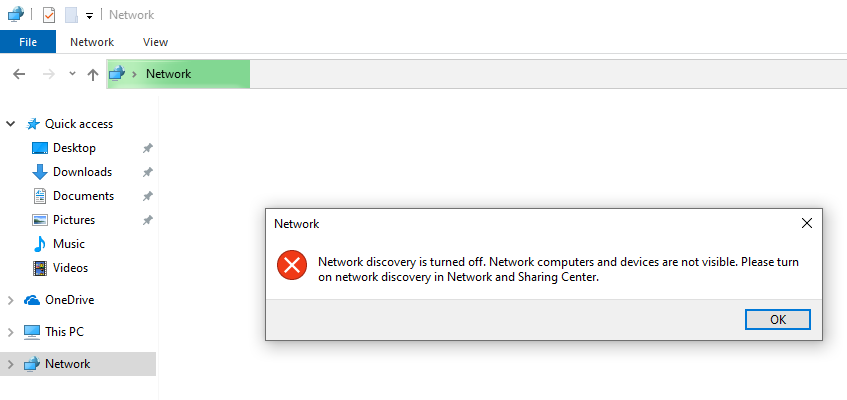 Network
File
Network
View
Network
Quick access
Desktop
Downloads
Documents
Pictures
Music
Videos
OneDrive
This PC
Network
Network
Network discovery is turned off. Network computers and devices are not visible. Please turn
on network discovery in Network and Sharing Center.
OK